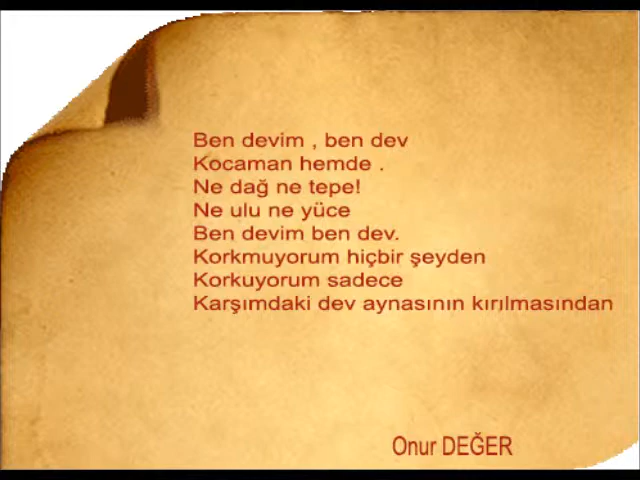 Ben devim , ben dev
Kocaman hemde .
Ne dağ ne tepe!
Ne ulu ne yüce
Ben devim ben dev.
Korkmuyorum hiçbir şeyden
Korkuyorum sadece
Karşımdaki dev aynasının kırılmasından
Onur DEĞER